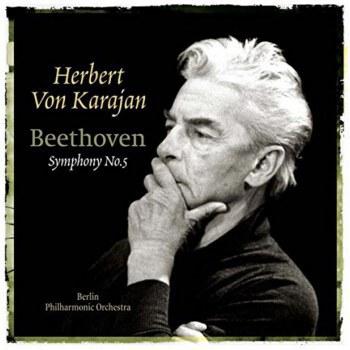 Herbert
Von Karajan
Beethoven
Symphony No.5
Berlin
Philharmonic Orchestra